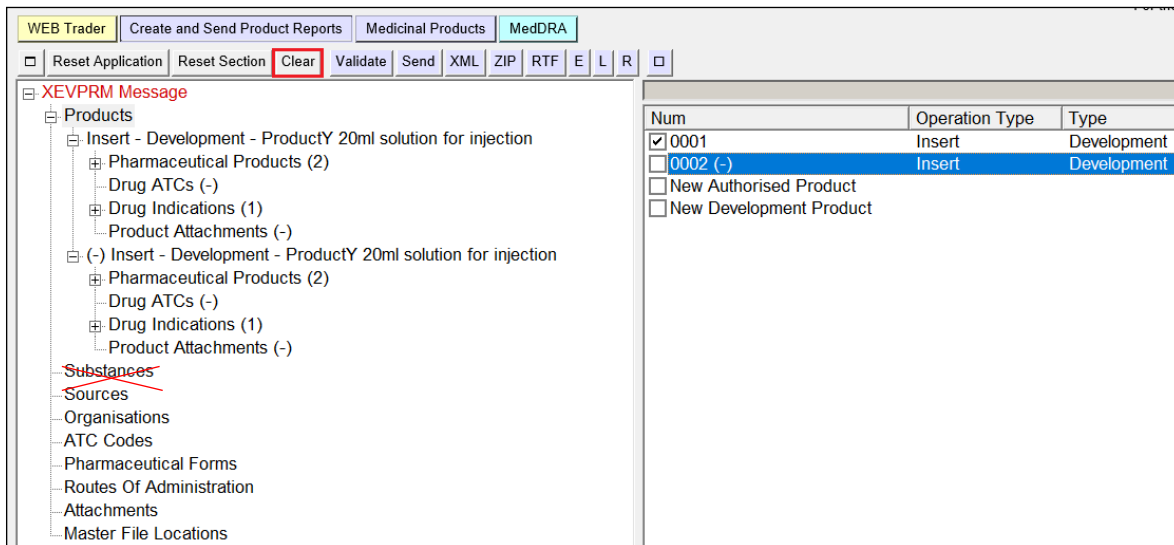 WEB Trader Create and Send Product Reports Medicinal Products MedDRA
Reset Application Reset Section Clear Validate Send XML ZIP RTF E L R
XEVPRM Message
Products
Insert - Development - ProductY 20ml solution for injection
Pharmaceutical Products (2)
Drug ATCs (-)
Drug Indications (1)
Product Attachments (-)
(-) Insert - Development - ProductY 20ml solution for injection
Pharmaceutical Products (2)
Drug ATCs (-)
Drug Indications (1)
Product Attachments (-)
Substances
Sources
Organisations
ATC Codes
Pharmaceutical Forms
Routes Of Administration
Attachments
Master File Locations
Num Operation Type Type
0001 Insert Development
0002 (-) Insert Development
New Authorised Product
New Development Product